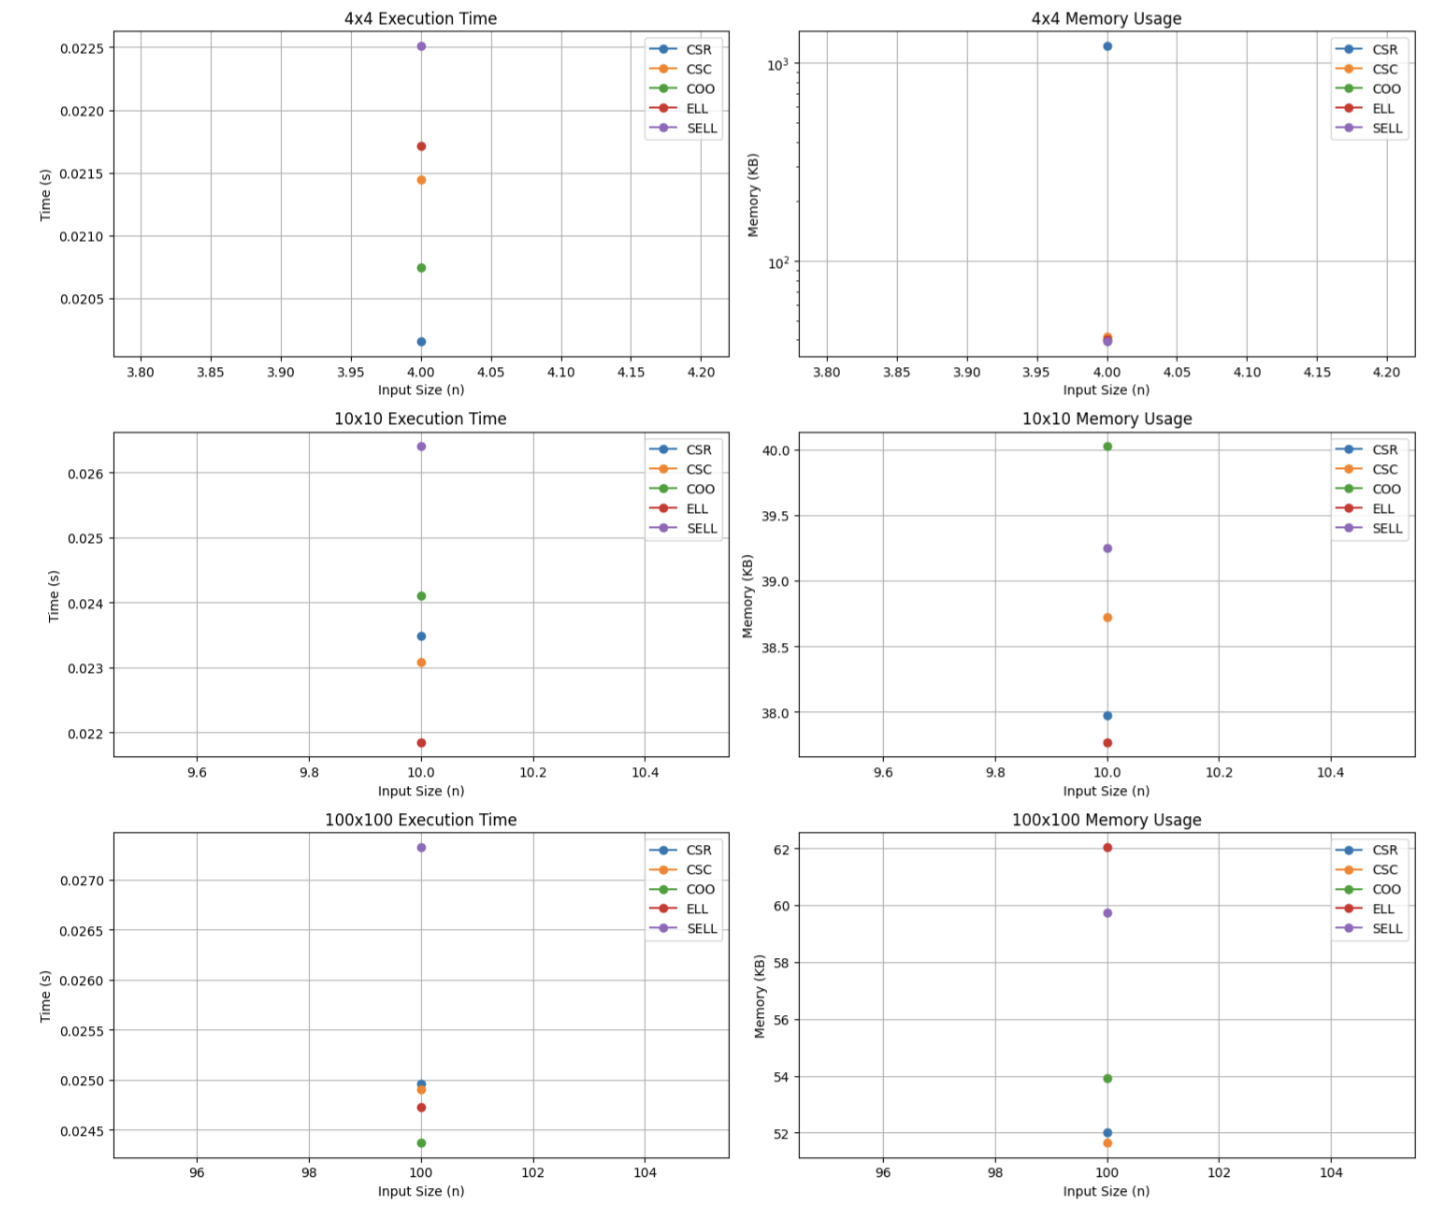 4x4 Execution Time
Time (s)
0.0225
0.0220
0.0215
0.0210
0.0205
CSR
CSC
COO
ELL
SELL
3.80 3.85 3.90 3.95 4.00 4.05 4.10 4.15 4.20
Input Size (n)
4x4 Memory Usage
Memory (KB)
10³
10²
CSR
CSC
COO
ELL
SELL
3.80 3.85 3.90 3.95 4.00 4.05 4.10 4.15 4.20
Input Size (n)
10x10 Execution Time
Time (s)
0.026
0.025
0.024
0.023
0.022
CSR
CSC
COO
ELL
SELL
9.6 9.8 10.0 10.2 10.4
Input Size (n)
10x10 Memory Usage
Memory (KB)
40.0
39.5
39.0
38.5
38.0
CSR
CSC
COO
ELL
SELL
9.6 9.8 10.0 10.2 10.4
Input Size (n)
100x100 Execution Time
Time (s)
0.0270
0.0265
0.0260
0.0255
0.0250
0.0245
CSR
CSC
COO
ELL
SELL
96 98 100 102 104
Input Size (n)
100x100 Memory Usage
Memory (KB)
62
60
58
56
54
52
CSR
CSC
COO
ELL
SELL
96 98 100 102 104
Input Size (n)